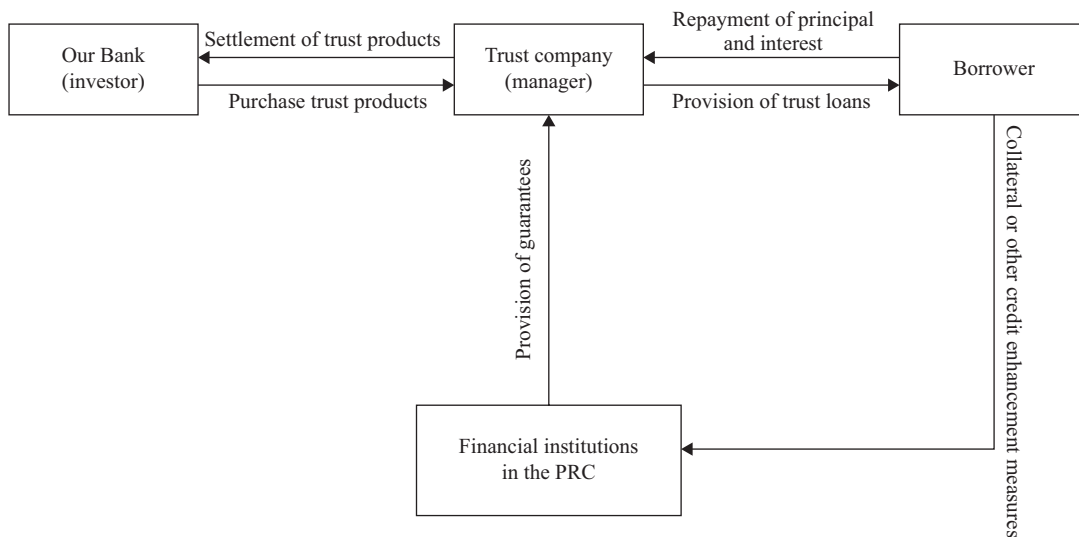 Our Bank
(investor)
Settlement of trust products
Purchase trust products
Trust company
(manager)
Repayment of principal
and interest
Provision of trust loans
Borrower
Provision of guarantees
Collateral or other credit enhancement measures
Financial institutions
in the PRC